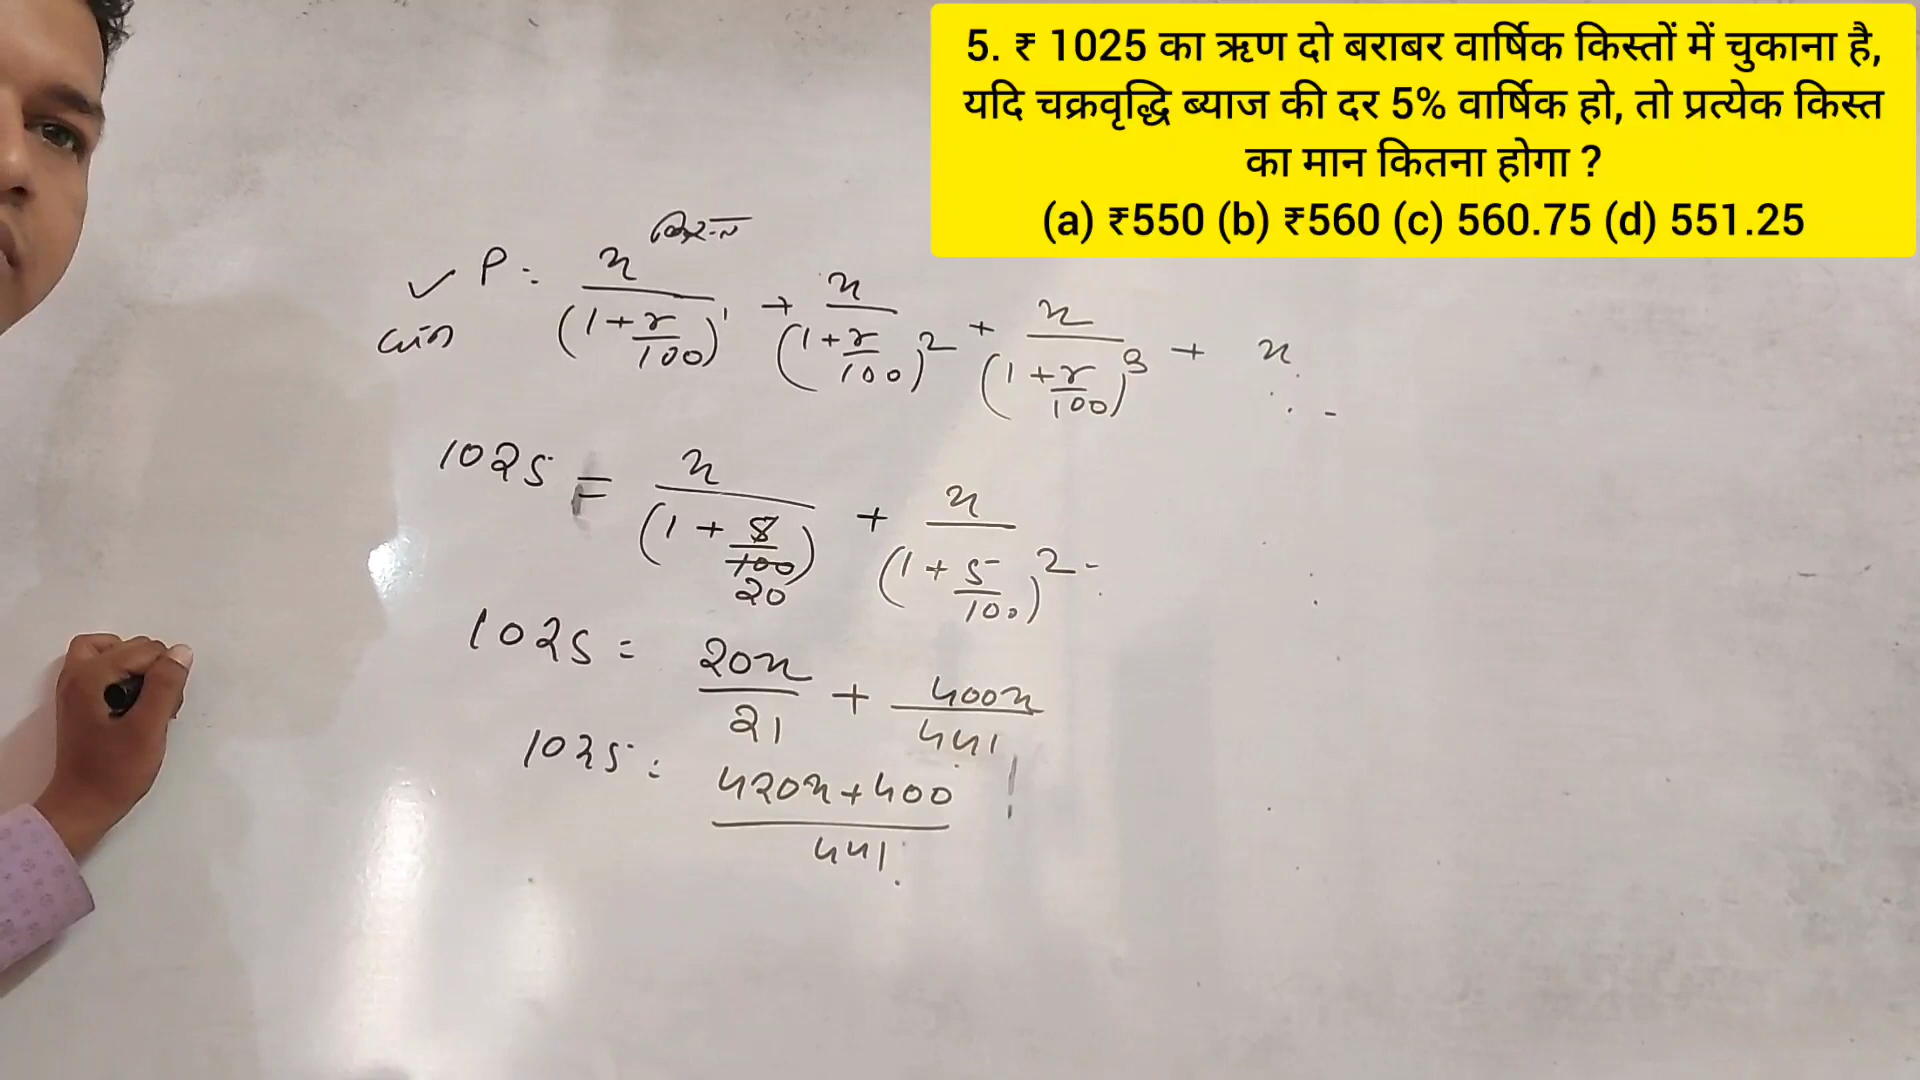 5. ₹ 1025 का ऋण दो बराबर वार्षिक किस्तों में चुकाना है,
यदि चक्रवृद्धि ब्याज की दर 5% वार्षिक हो, तो प्रत्येक किस्त
का मान कितना होगा ?
(a) ₹550 (b) ₹560 (c) 560.75 (d) 551.25
P = x/(1+r/100)^1 + x/(1+r/100)^2 + x/(1+r/100)^3 + x ...
1025 = x/(1+5/100) + x/(1+5/100)^2
20
1025 = 20x/21 + 400x/441
1025 = (420x+400)/441